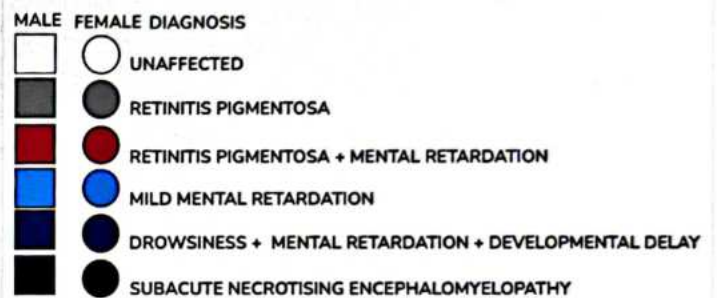 MALE FEMALE DIAGNOSIS
UNAFFECTED
RETINITIS PIGMENTOSA
RETINITIS PIGMENTOSA + MENTAL RETARDATION
MILD MENTAL RETARDATION
DROWSINESS + MENTAL RETARDATION + DEVELOPMENTAL DELAY
SUBACUTE NECROTISING ENCEPHALOMYELOPATHY